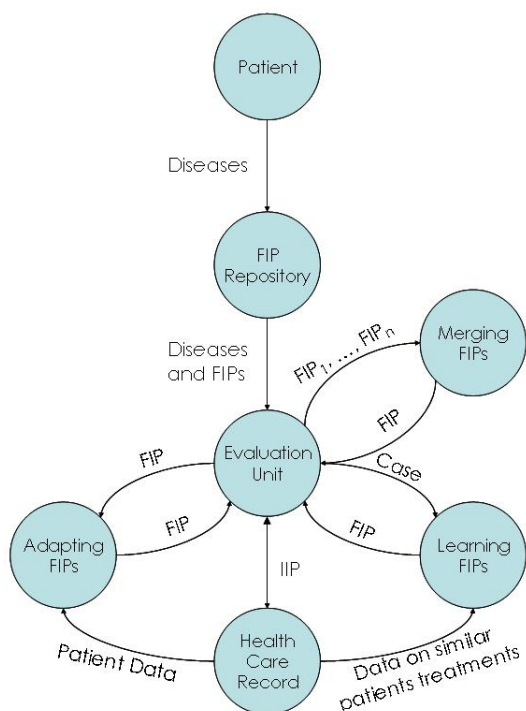 Patient
Diseases
FIP
Repository
Diseases
and FIPs
FIP1, ..., FIPn
Merging
FIPs
FIP
FIP
Evaluation
Unit
Case
FIP
FIP
Adapting
FIPs
Learning
FIPs
IIP
Patient Data
Health
Care
Record
Data on similar
patients treatments